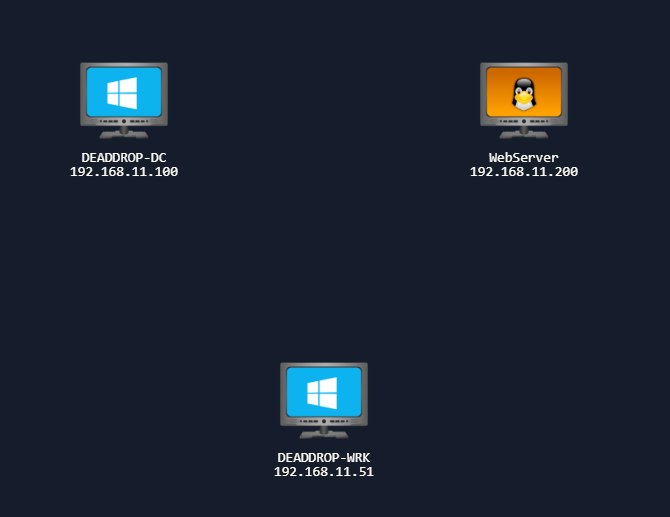 DEADDROP-DC
192.168.11.100
WebServer
192.168.11.200
DEADDROP-WRK
192.168.11.51